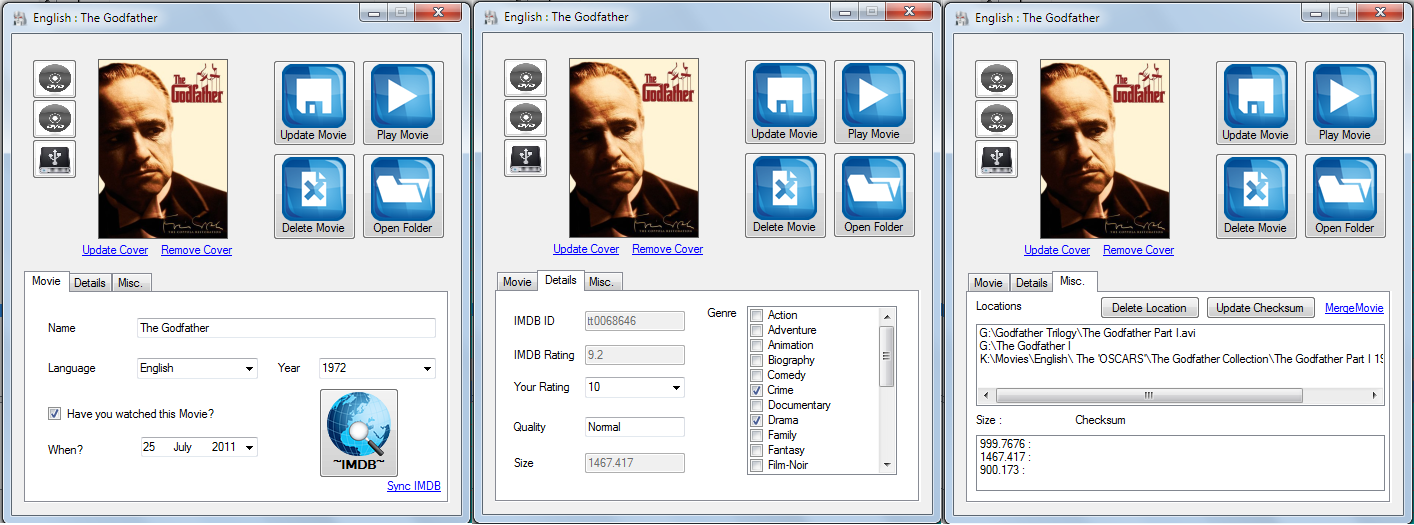 English : The Godfather
DVD
DVD
The
Godfather
Update Movie
Play Movie
Delete Movie
Open Folder
Update Cover
Remove Cover
Movie
Details
Misc.
Name
The Godfather
Language
English
Year
1972
Have you watched this Movie?
When?
25 July 2011
~IMDB~
Sync IMDB
English : The Godfather
DVD
DVD
The
Godfather
Update Movie
Play Movie
Delete Movie
Open Folder
Update Cover
Remove Cover
Movie
Details
Misc.
IMDB ID
tt0068646
IMDB Rating
9.2
Your Rating
10
Quality
Normal
Size
1467.417
Genre
Action
Adventure
Animation
Biography
Comedy
Crime
Documentary
Drama
Family
Fantasy
Film-Noir
English : The Godfather
DVD
DVD
The
Godfather
Update Movie
Play Movie
Delete Movie
Open Folder
Update Cover
Remove Cover
Movie
Details
Misc.
Locations
Delete Location
Update Checksum
MergeMovie
G:\Godfather Trilogy\The Godfather Part I.avi
G:\The Godfather I
K:\Movies\English\ The 'OSCARS'\The Godfather Collection\The Godfather Part I 19
Size :
Checksum
999.7676 :
1467.417 :
900.173 :